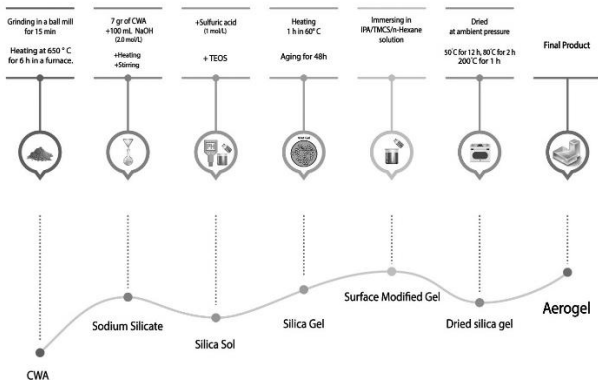 Grinding in a ball mill
for 15 min
Heating at 650 ° C
for 6 h in a furnace.
7 gr of CWA
+100 mL NaOH
(2.0 mol/L)
+Heating
+Stirring
+Sulfuric acid
(1 mol/L)
+ TEOS
Heating
1 h in 60° C
Aging for 48h
Immersing in
IPA/TMCS/n-Hexane
solution
Dried
at ambient pressure
50°C for 12 h, 80°C for 2 h
200°C for 1 h
Final Product
CWA
Sodium Silicate
Silica Sol
Silica Gel
Surface Modified Gel
Dried silica gel
Aerogel